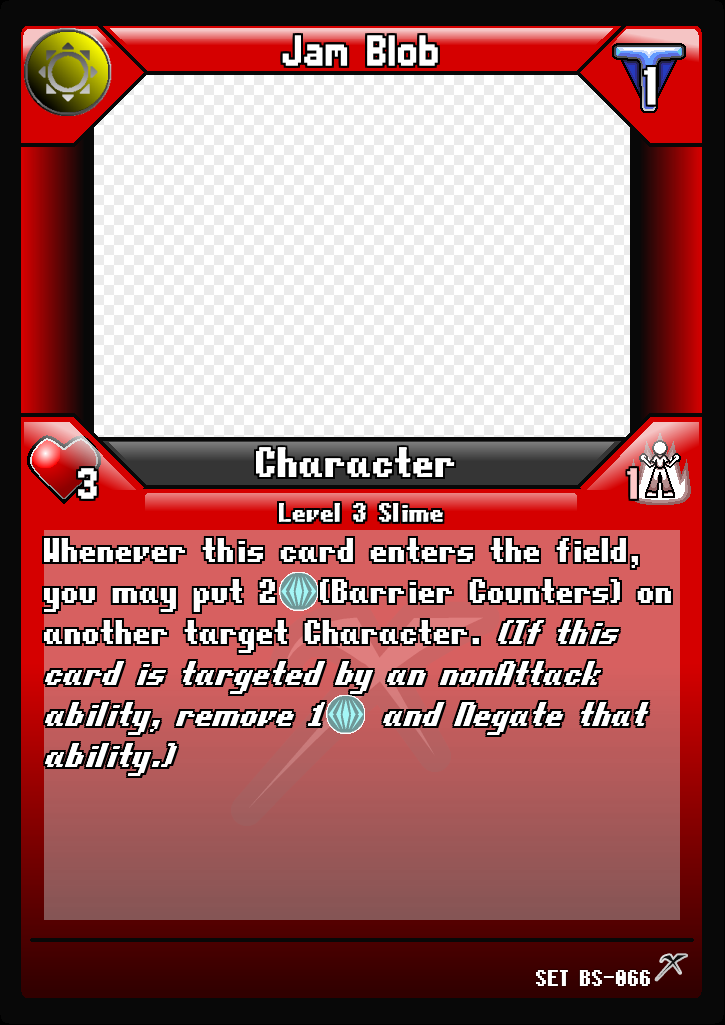 Jam Blob
1
Character
3
1
Level 3 Slime
Whenever this card enters the field,
you may put 2(Barrier Counters) on
another target Character. (If this
card is targeted by an nonAttack
ability, remove 1 and Negate that
ability.)
SET BS-066